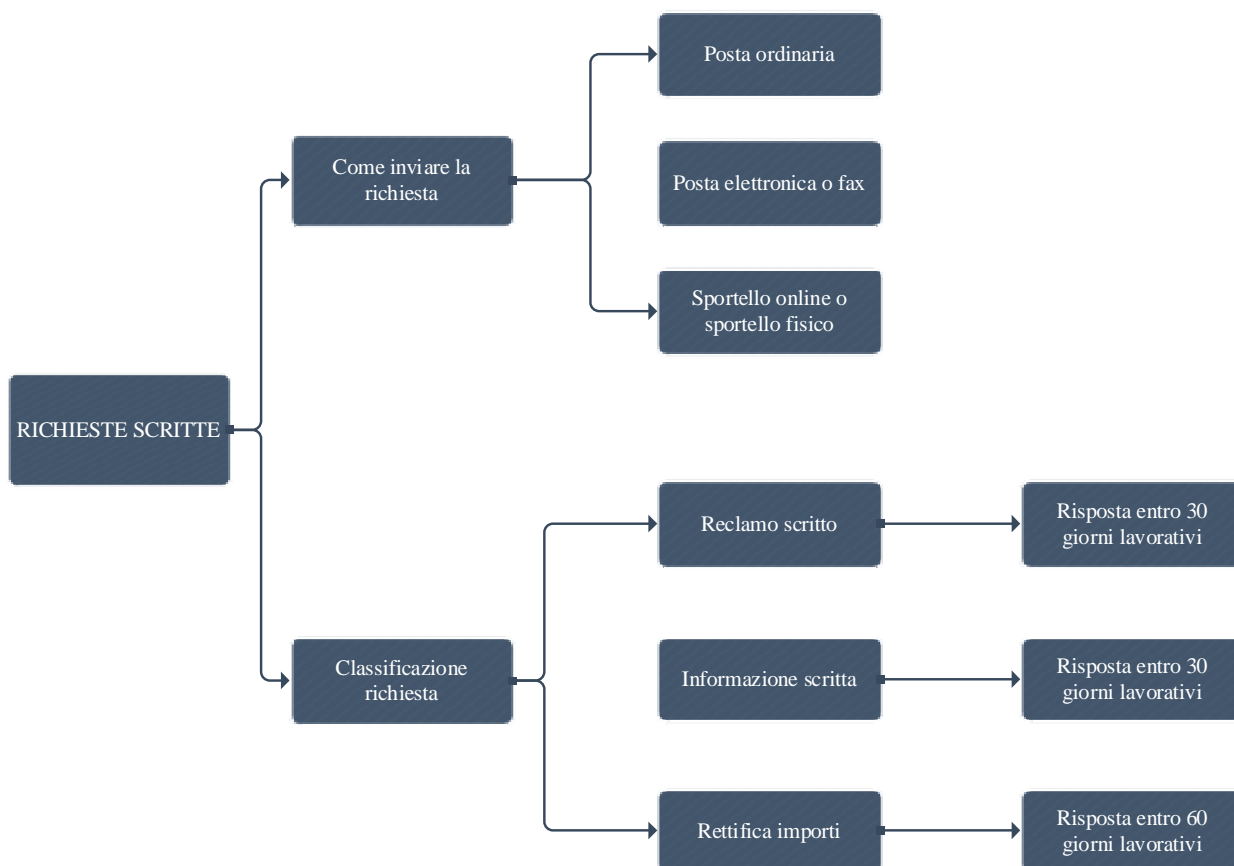 Posta ordinaria
Come inviare la
richiesta
Posta elettronica o fax
Sportello online o
sportello fisico
RICHIESTE SCRITTE
Reclamo scritto
Risposta entro 30
giorni lavorativi
Classificazione
richiesta
Informazione scritta
Risposta entro 30
giorni lavorativi
Rettifica importi
Risposta entro 60
giorni lavorativi